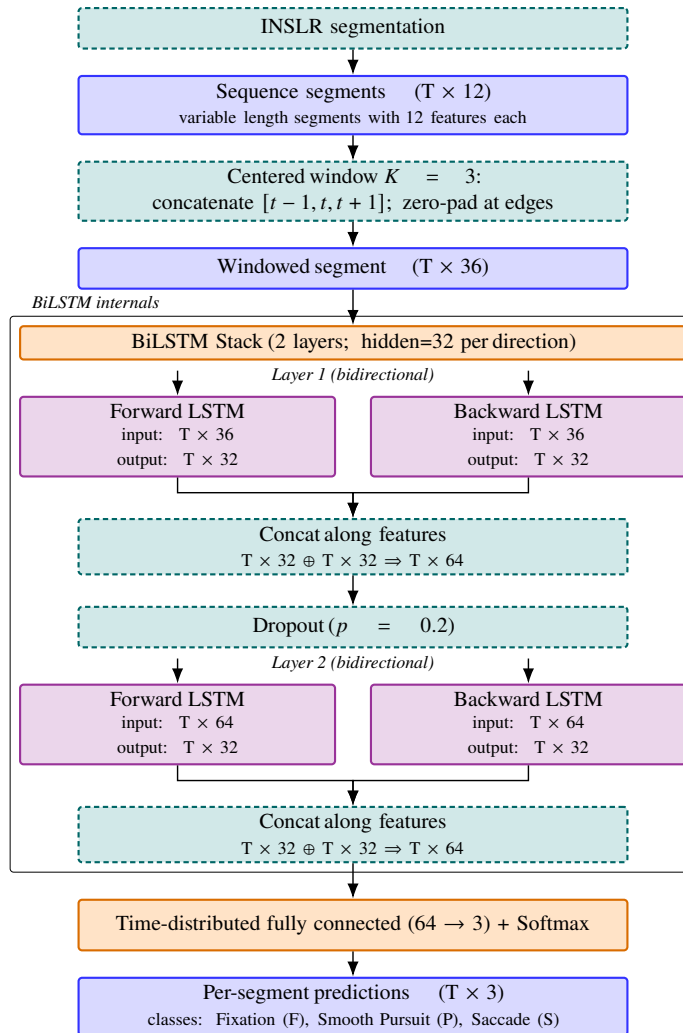 INSLR segmentation
Sequence segments (T × 12)
variable length segments with 12 features each
Centered window K = 3:
concatenate [t − 1, t, t + 1]; zero-pad at edges
Windowed segment (T × 36)
BiLSTM internals
BiLSTM Stack (2 layers; hidden=32 per direction)
Layer 1 (bidirectional)
Forward LSTM
input: T × 36
output: T × 32
Backward LSTM
input: T × 36
output: T × 32
Concat along features
T × 32 ⊕ T × 32 ⇒ T × 64
Dropout (p = 0.2)
Layer 2 (bidirectional)
Forward LSTM
input: T × 64
output: T × 32
Backward LSTM
input: T × 64
output: T × 32
Concat along features
T × 32 ⊕ T × 32 ⇒ T × 64
Time-distributed fully connected (64 → 3) + Softmax
Per-segment predictions (T × 3)
classes: Fixation (F), Smooth Pursuit (P), Saccade (S)